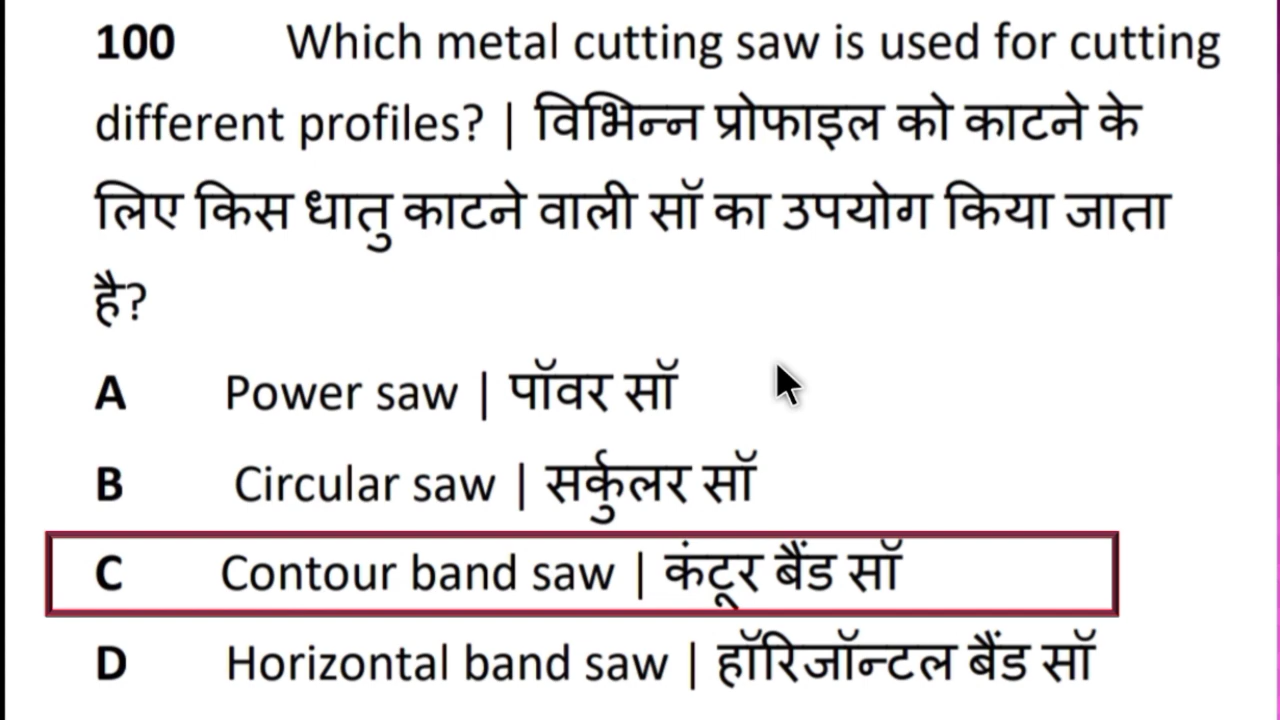 100 Which metal cutting saw is used for cutting
different profiles? | विभिन्न प्रोफाइल को काटने के
लिए किस धातु काटने वाली सॉ का उपयोग किया जाता
है?
A Power saw | पॉवर सॉ
B Circular saw | सर्कुलर सॉ
C Contour band saw | कंटूर बैंड सॉ
D Horizontal band saw | हॉरिजॉन्टल बैंड सॉ